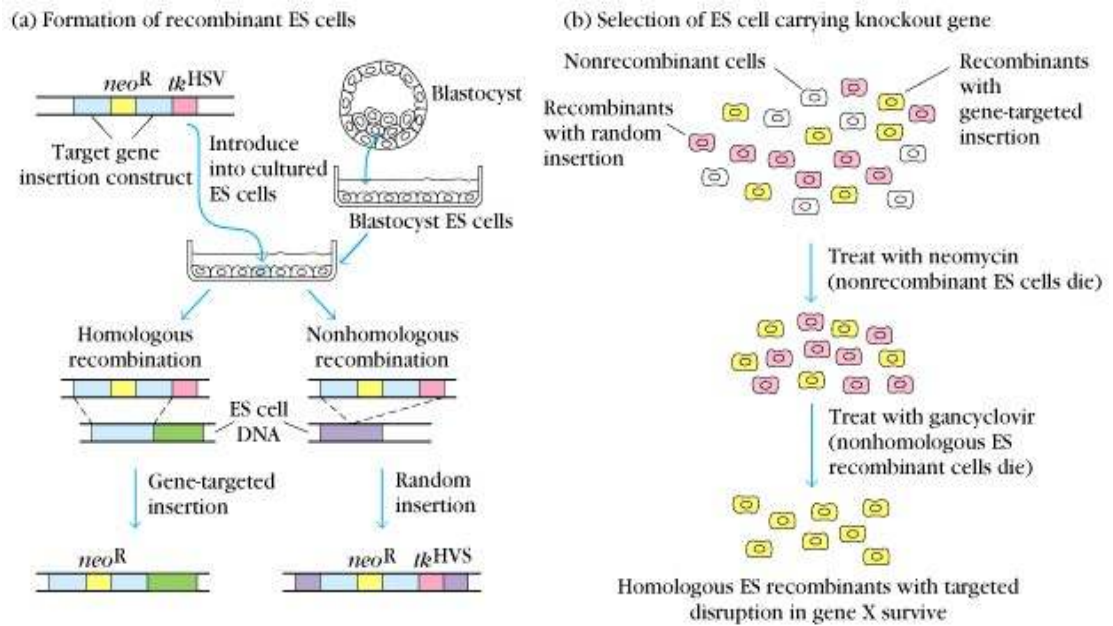 (a) Formation of recombinant ES cells
neoR tkHSV
Target gene
insertion construct
Introduce
into cultured
ES cells
Blastocyst
Blastocyst ES cells
Homologous
recombination
Nonhomologous
recombination
ES cell
DNA
Gene-targeted
insertion
Random
insertion
neoR
neoR tkHVS
(b) Selection of ES cell carrying knockout gene
Nonrecombinant cells
Recombinants
with
gene-targeted
insertion
Recombinants
with random
insertion
Treat with neomycin
(nonrecombinant ES cells die)
Treat with gancyclovir
(nonhomologous ES
recombinant cells die)
Homologous ES recombinants with targeted
disruption in gene X survive